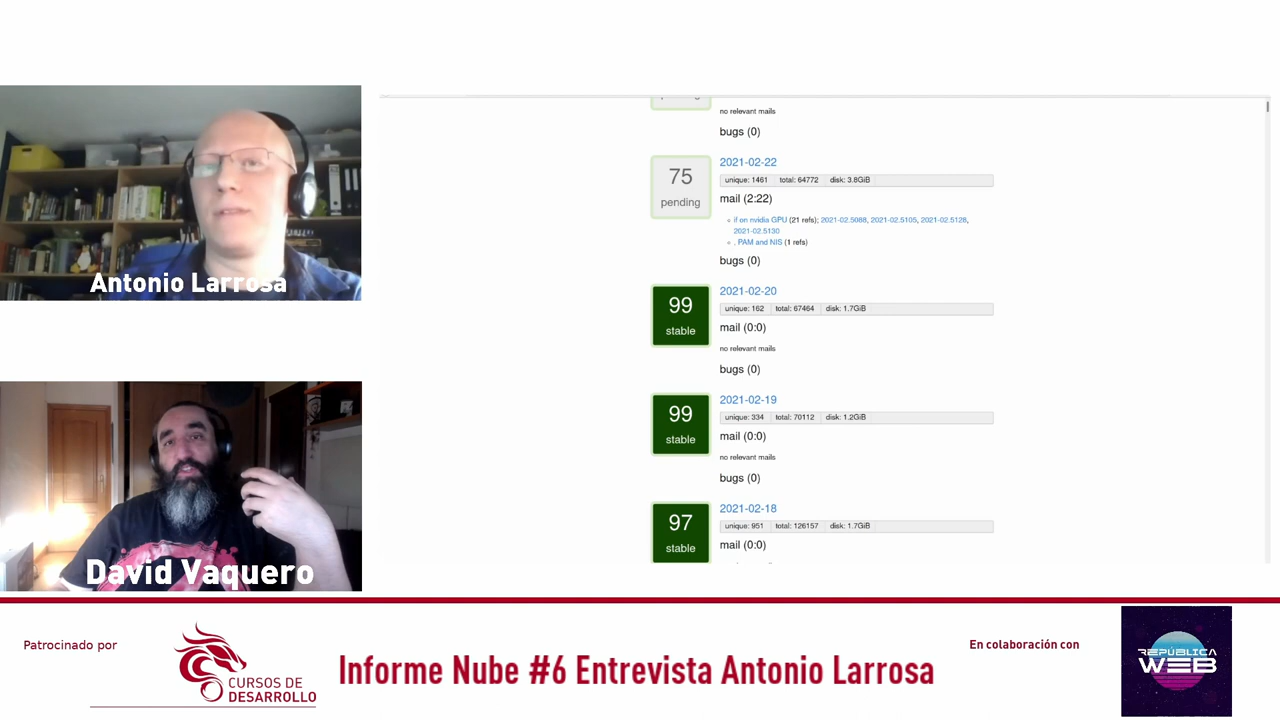 Antonio Larrosa
David Vaquero
no relevant mails
bugs (0)
75
pending
2021-02-22
unique: 1461 total: 64772 disk: 3.8GiB
mail (2:22)
if on nvidia GPU (21 refs); 2021-02.5088, 2021-02.5105, 2021-02.5128,
2021-02.5130
. PAM and NIS (1 refs)
bugs (0)
99
stable
2021-02-20
unique: 162 total: 67464 disk: 1.7GiB
mail (0:0)
no relevant mails
bugs (0)
99
stable
2021-02-19
unique: 334 total: 70112 disk: 1.2GiB
mail (0:0)
no relevant mails
bugs (0)
97
stable
2021-02-18
unique: 951 total: 126157 disk: 1.7GiB
mail (0:0)
Patrocinado por
CURSOS DE
DESARROLLO
Informe Nube #6 Entrevista Antonio Larrosa
En colaboración con
REPÚBLICA
WEB